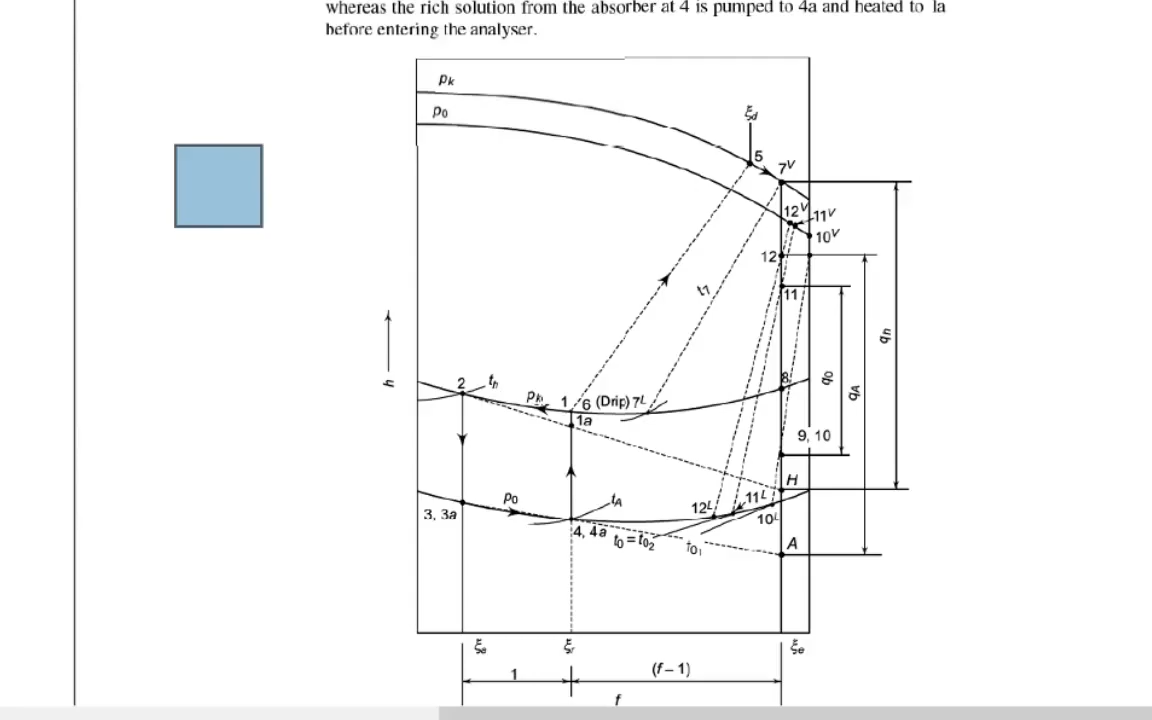 whereas the rich solution from the absorber at 4 is pumped to 4a and heated to 1a
before entering the analyser.
pk
p0
ξd
5
7V
12V
11V
10V
12
11
t7
qh
q0
qA
h
2
th
pk
1
6 (Drip) 7L
8
1a
9, 10
H
p0
tA
12L
11L
10L
3, 3a
4, 4a
t0 = t02
t01
A
ξa
ξr
ξe
1
(f – 1)
f